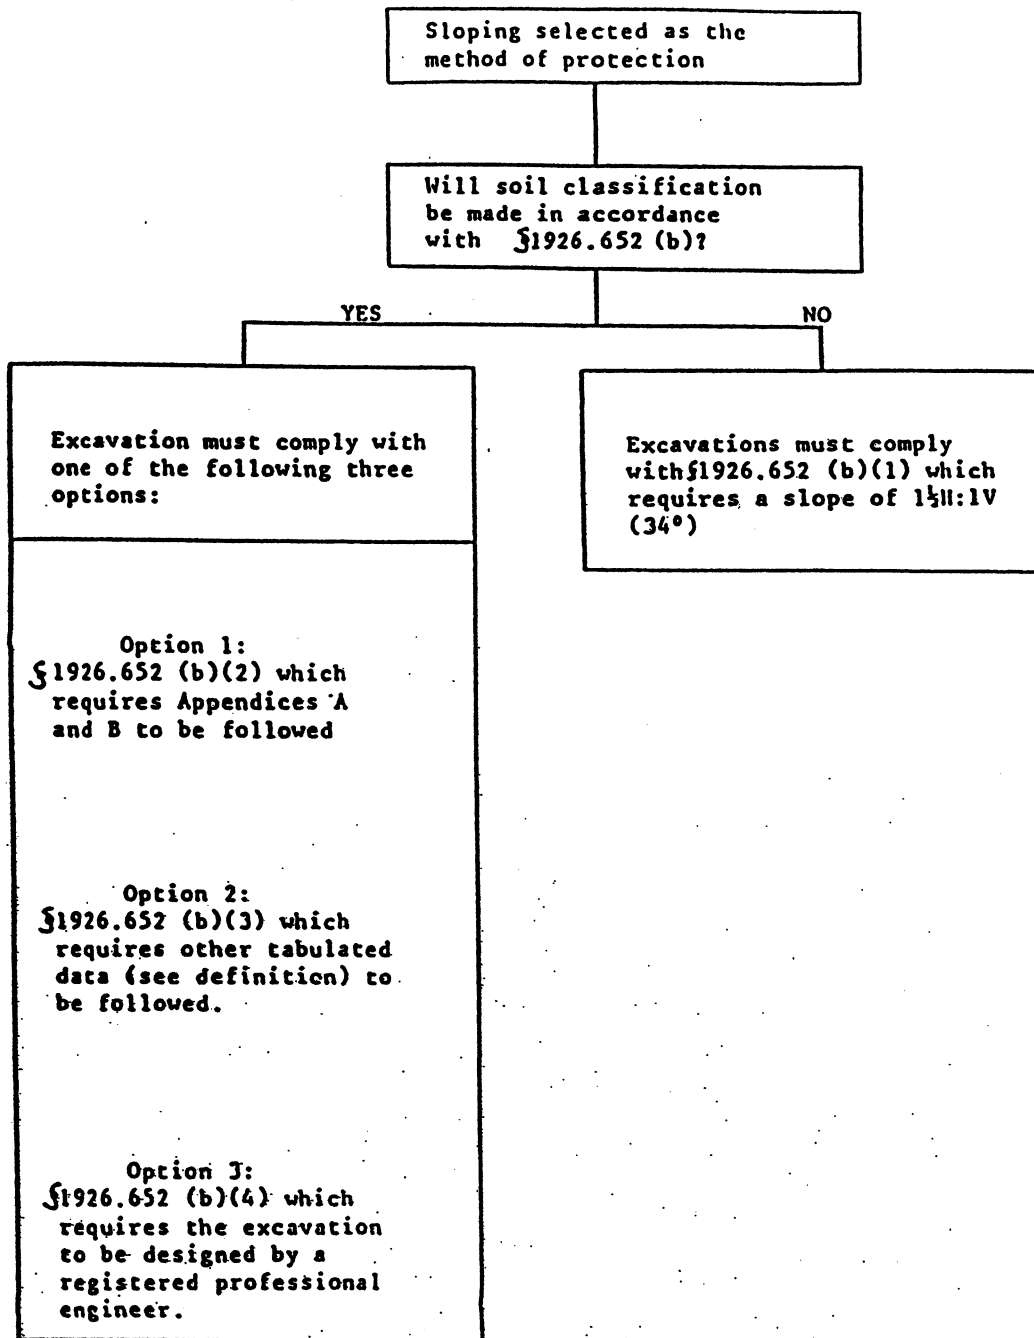 Sloping selected as the
method of protection
Will soil classification
be made in accordance
with §1926.652 (b)?
YES
NO
Excavation must comply with
one of the following three
options:
Excavations must comply
with§1926.652 (b)(1) which
requires a slope of 1½H:1V
(34°)
Option 1:
§1926.652 (b)(2) which
requires Appendices A
and B to be followed
Option 2:
§1926.652 (b)(3) which
requires other tabulated
data (see definition) to
be followed.
Option 3:
§1926.652 (b)(4) which
requires the excavation
to be designed by a
registered professional
engineer.